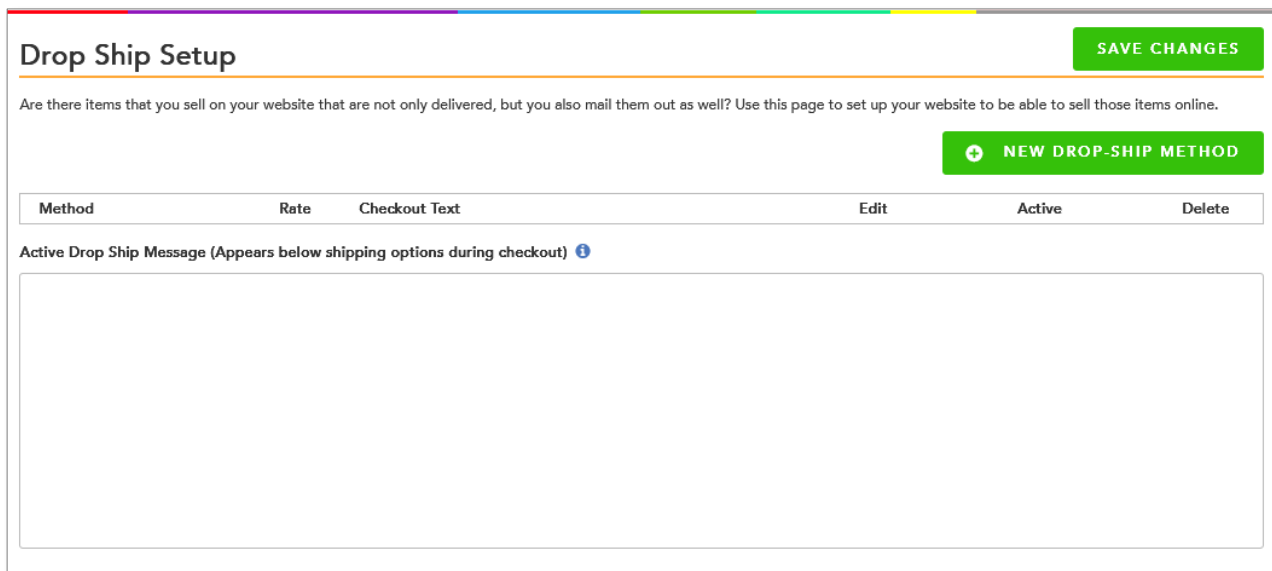 Drop Ship Setup
SAVE CHANGES
Are there items that you sell on your website that are not only delivered, but you also mail them out as well? Use this page to set up your website to be able to sell those items online.
NEW DROP-SHIP METHOD
Method Rate Checkout Text Edit Active Delete
Active Drop Ship Message (Appears below shipping options during checkout)